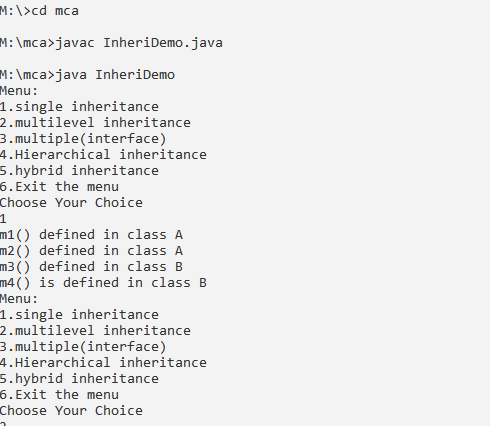 M:\>cd mca
M:\mca>javac InheriDemo.java
M:\mca>java InheriDemo
Menu:
1.single inheritance
2.multilevel inheritance
3.multiple(interface)
4.Hierarchical inheritance
5.hybrid inheritance
6.Exit the menu
Choose Your Choice
1
m1() defined in class A
m2() defined in class A
m3() defined in class B
m4() is defined in class B
Menu:
1.single inheritance
2.multilevel inheritance
3.multiple(interface)
4.Hierarchical inheritance
5.hybrid inheritance
6.Exit the menu
Choose Your Choice